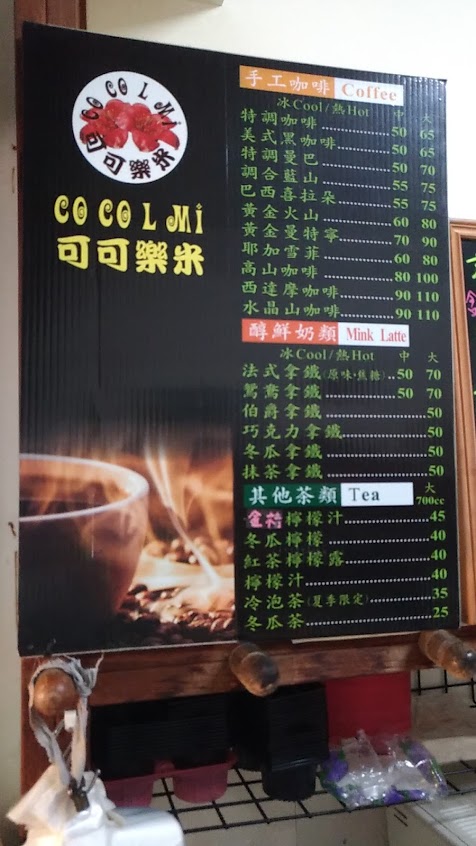 CO CO L Mi
可可樂米
CO CO L Mi
可可樂米
手工咖啡 Coffee
冰Cool/熱Hot 中 大
特調咖啡 50 65
美式黑咖啡 50 65
特調曼巴 50 70
調合藍山 55 75
巴西喜拉朵 55 75
黃金火山 60 80
黃金曼特寧 70 90
耶加雪菲 60 80
高山咖啡 80 100
西達摩咖啡 90 110
水晶山咖啡 90 110
醇鮮奶類 Mink Latte
冰Cool/熱Hot 中 大
法式拿鐵(原味·焦糖) 50 70
鴛鴦拿鐵 50 70
伯爵拿鐵 50
巧克力拿鐵 50
冬瓜拿鐵 50
抹茶拿鐵 50
其他茶類 Tea 大 700cc
金桔檸檬汁 45
冬瓜檸檬 40
紅茶檸檬露 40
檸檬汁 40
冷泡茶(夏季限定) 35
冬瓜茶 25